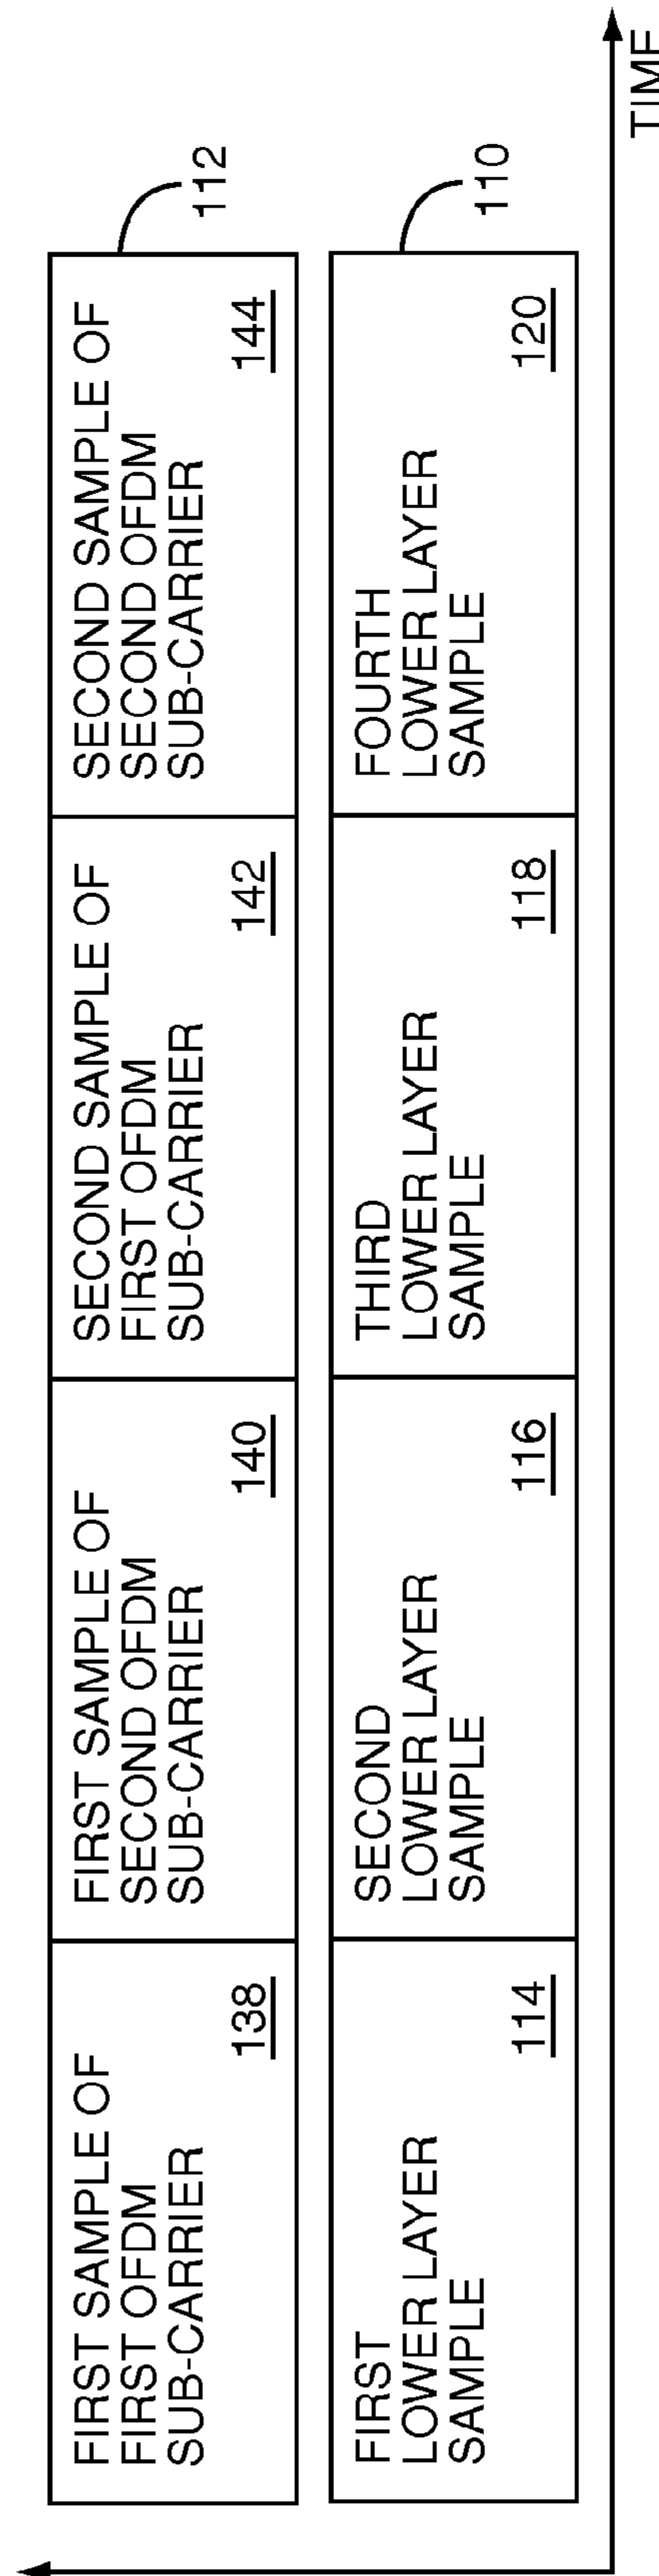 FIRST SAMPLE OF
FIRST OFDM
SUB-CARRIER
138
FIRST SAMPLE OF
SECOND OFDM
SUB-CARRIER
140
SECOND SAMPLE OF
FIRST OFDM
SUB-CARRIER
142
SECOND SAMPLE OF
SECOND OFDM
SUB-CARRIER
144
112
FIRST
LOWER LAYER
SAMPLE
114
SECOND
LOWER LAYER
SAMPLE
116
THIRD
LOWER LAYER
SAMPLE
118
FOURTH
LOWER LAYER
SAMPLE
120
110
TIME